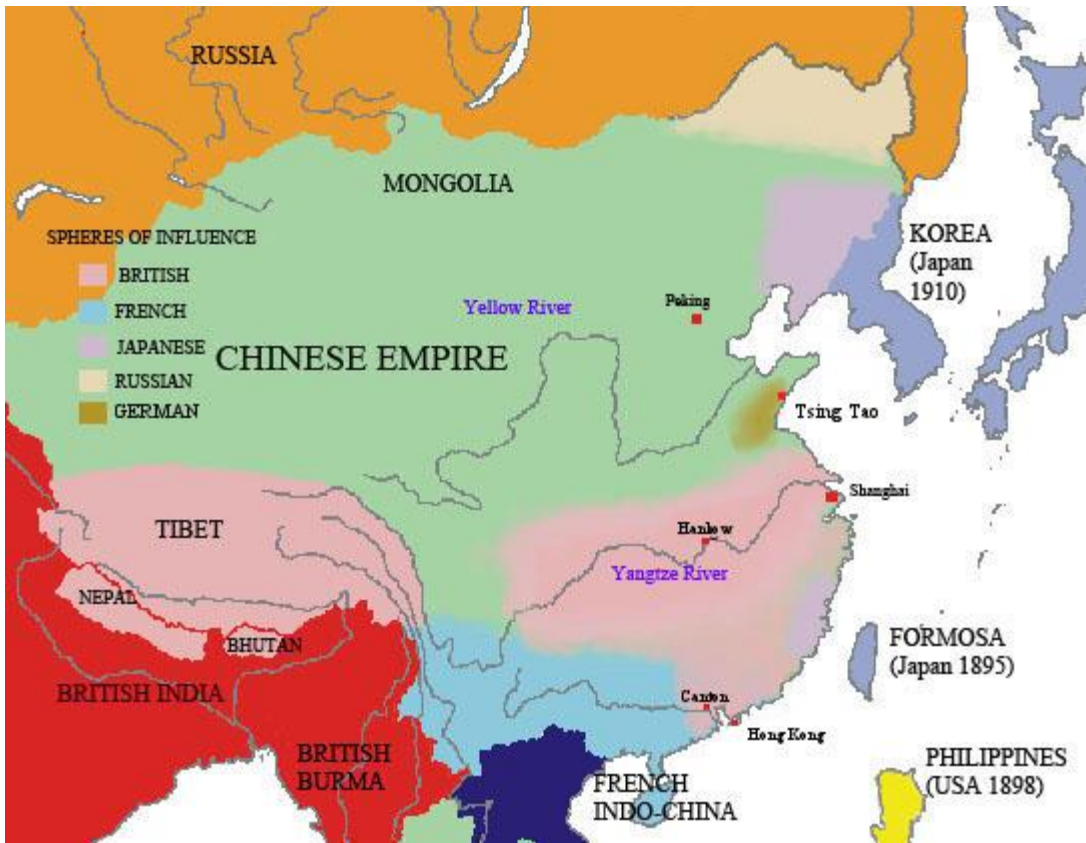 RUSSIA
MONGOLIA
SPHERES OF INFLUENCE
BRITISH
FRENCH
JAPANESE
RUSSIAN
GERMAN
KOREA
(Japan
1910)
Yellow River
Peking
CHINESE EMPIRE
Tsing Tao
Shanghai
TIBET
Hankow
Yangtze River
NEPAL
BHUTAN
FORMOSA
(Japan 1895)
BRITISH INDIA
Canton
Hong Kong
BRITISH
BURMA
FRENCH
INDO-CHINA
PHILIPPINES
(USA 1898)